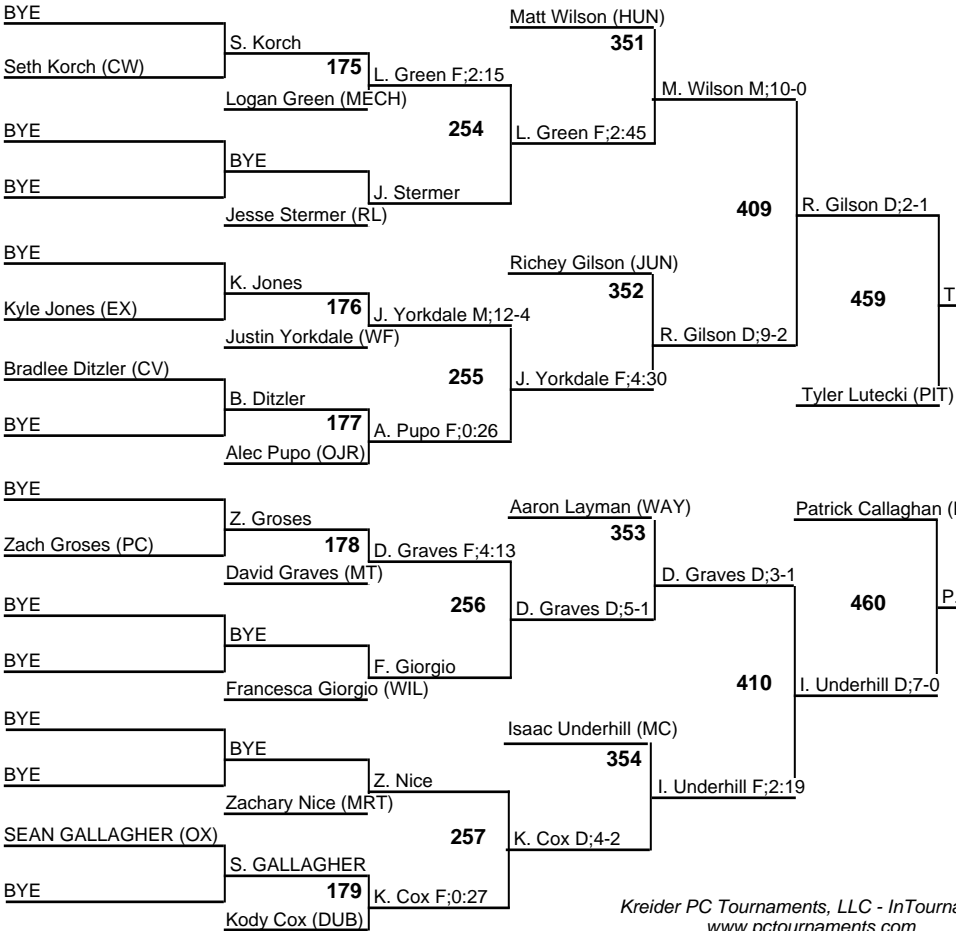 BYE
Matt Wilson (HUN)
S. Korch
351
Seth Korch (CW)
175
L. Green F;2:15
M. Wilson M;10-0
Logan Green (MECH)
BYE
254
L. Green F;2:45
BYE
BYE
J. Stermer
409
R. Gilson D;2-1
Jesse Stermer (RL)
BYE
Richey Gilson (JUN)
K. Jones
352
459
T
Kyle Jones (EX)
176
J. Yorkdale M;12-4
Justin Yorkdale (WF)
R. Gilson D;9-2
Bradlee Ditzler (CV)
255
J. Yorkdale F;4:30
B. Ditzler
Tyler Lutecki (PIT)
BYE
177
A. Pupo F;0:26
Alec Pupo (OJR)
BYE
Aaron Layman (WAY)
Patrick Callaghan (
Z. Groses
353
Zach Groses (PC)
178
D. Graves F;4:13
David Graves (MT)
D. Graves D;3-1
BYE
256
D. Graves D;5-1
460
P.
BYE
BYE
F. Giorgio
410
I. Underhill D;7-0
Francesca Giorgio (WIL)
BYE
Isaac Underhill (MC)
BYE
354
BYE
Z. Nice
I. Underhill F;2:19
Zachary Nice (MRT)
SEAN GALLAGHER (OX)
257
K. Cox D;4-2
S. GALLAGHER
BYE
179
K. Cox F;0:27
Kody Cox (DUB)
Kreider PC Tournaments, LLC - InTourna
www.pctournaments.com